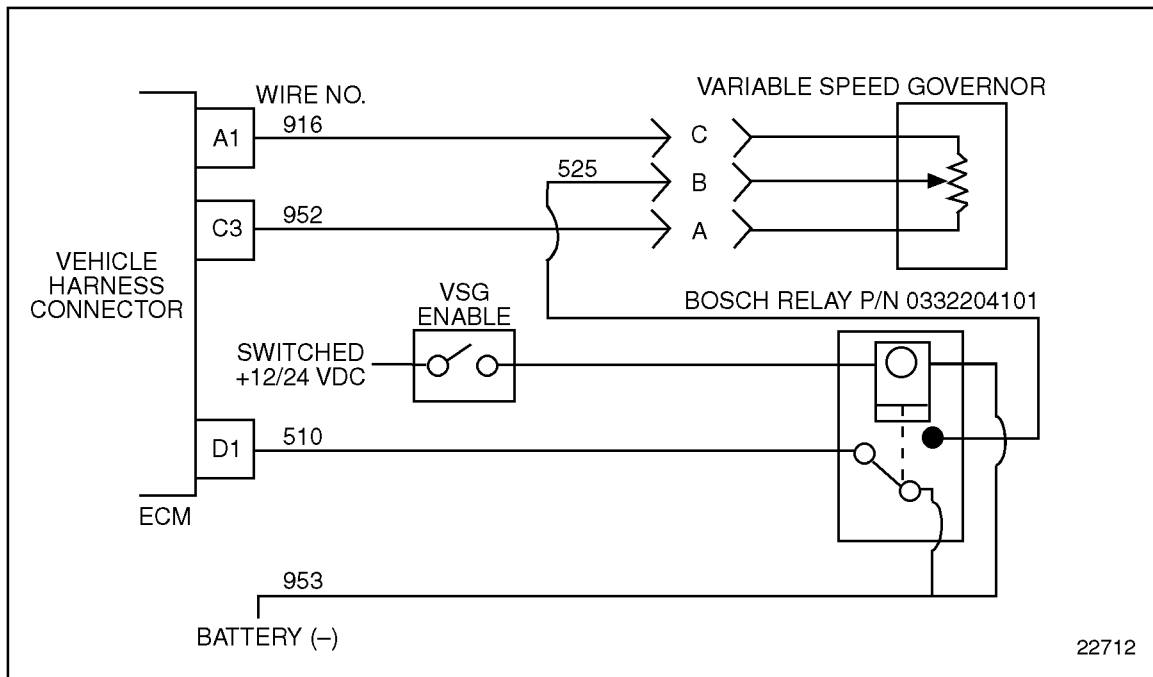 WIRE NO.
VARIABLE SPEED GOVERNOR
A1
916
C
525
B
C3
952
A
VEHICLE
HARNESS
CONNECTOR
VSG
ENABLE
BOSCH RELAY P/N 0332204101
SWITCHED
+12/24 VDC
D1
510
ECM
953
BATTERY (–)
22712